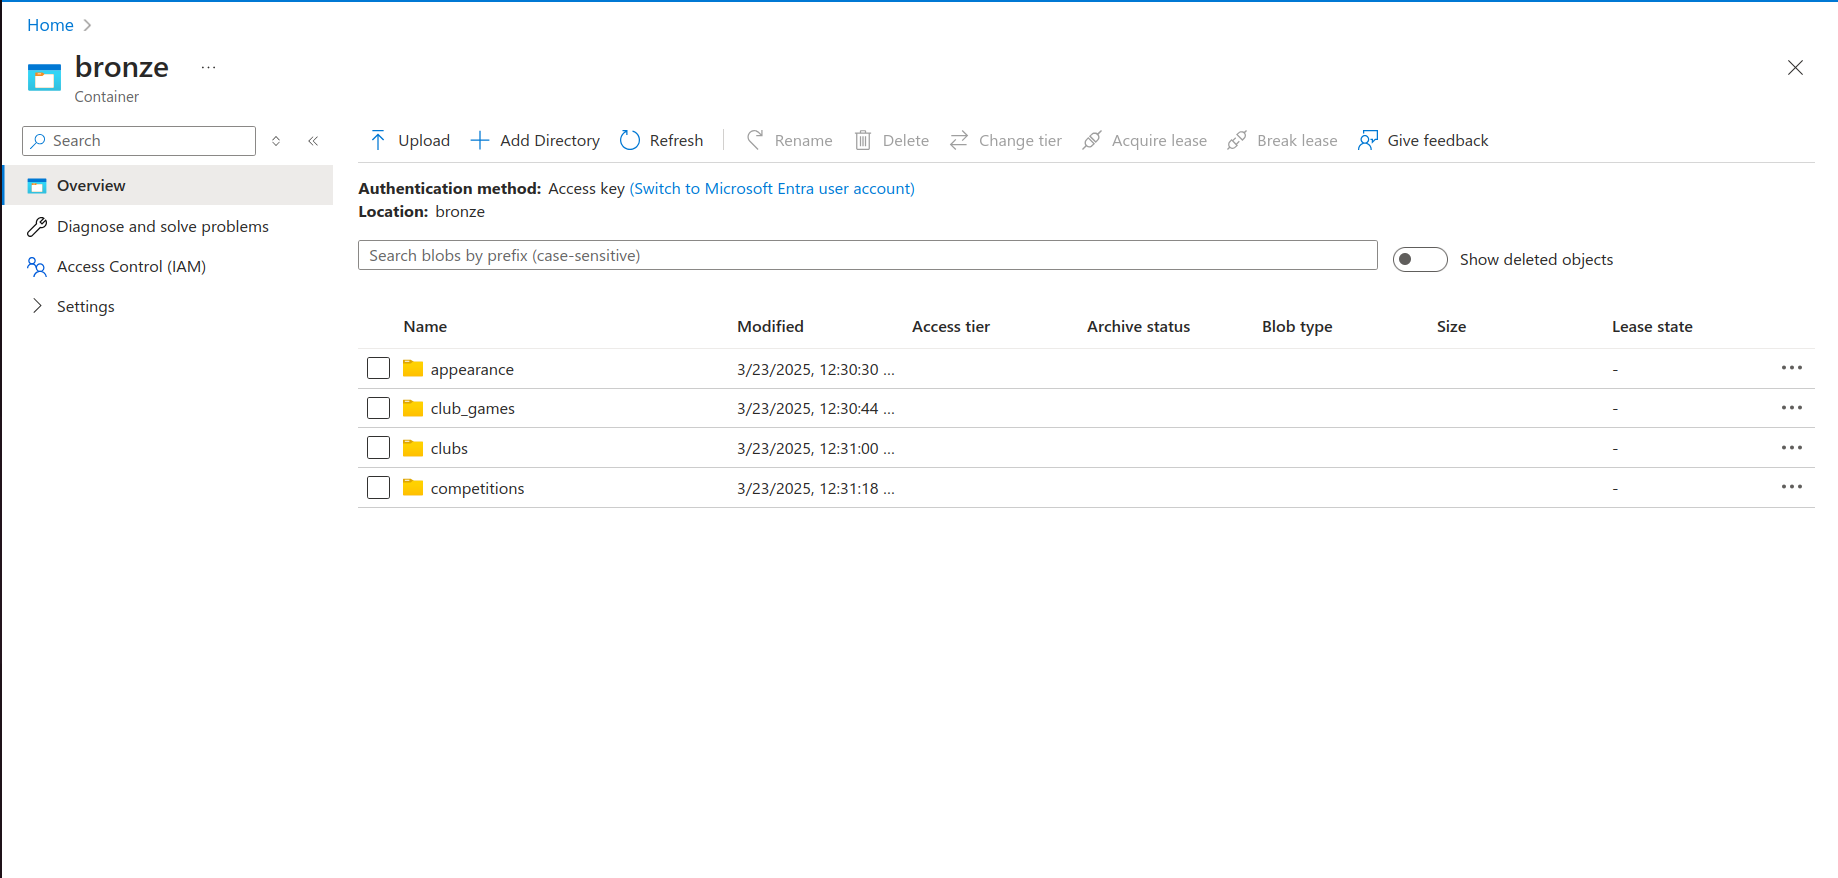 Home
bronze ...
Container
Search
Overview
Diagnose and solve problems
Access Control (IAM)
Settings
Upload Add Directory Refresh Rename Delete Change tier Acquire lease Break lease Give feedback
Authentication method: Access key (Switch to Microsoft Entra user account)
Location: bronze
Search blobs by prefix (case-sensitive)
Show deleted objects
Name Modified Access tier Archive status Blob type Size Lease state
appearance 3/23/2025, 12:30:30 ... -
club_games 3/23/2025, 12:30:44 ... -
clubs 3/23/2025, 12:31:00 ... -
competitions 3/23/2025, 12:31:18 ... -